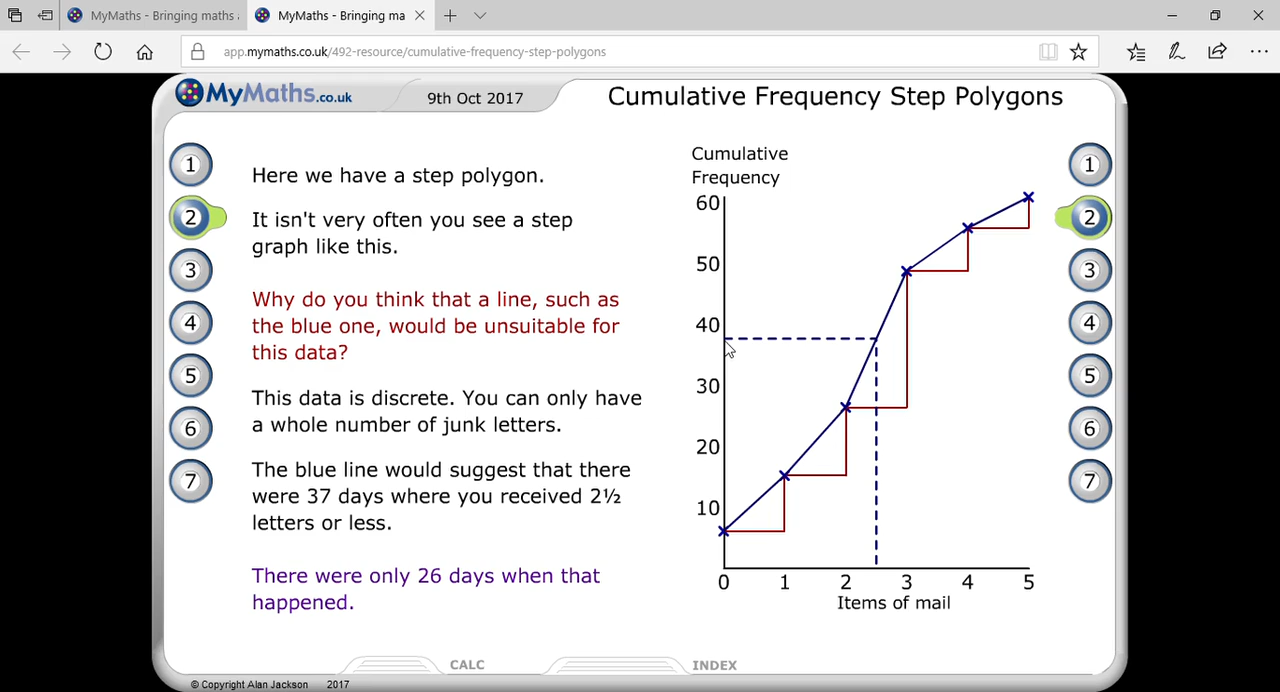 MyMaths - Bringing maths a
MyMaths - Bringing ma
app.mymaths.co.uk/492-resource/cumulative-frequency-step-polygons
MyMaths.co.uk
9th Oct 2017
Cumulative Frequency Step Polygons
1
2
3
4
5
6
7
Here we have a step polygon.
It isn't very often you see a step
graph like this.
Why do you think that a line, such as
the blue one, would be unsuitable for
this data?
This data is discrete. You can only have
a whole number of junk letters.
The blue line would suggest that there
were 37 days where you received 2½
letters or less.
There were only 26 days when that
happened.
Cumulative
Frequency
60
50
40
30
20
10
0 1 2 3 4 5
Items of mail
1
2
3
4
5
6
7
CALC
INDEX
© Copyright Alan Jackson 2017